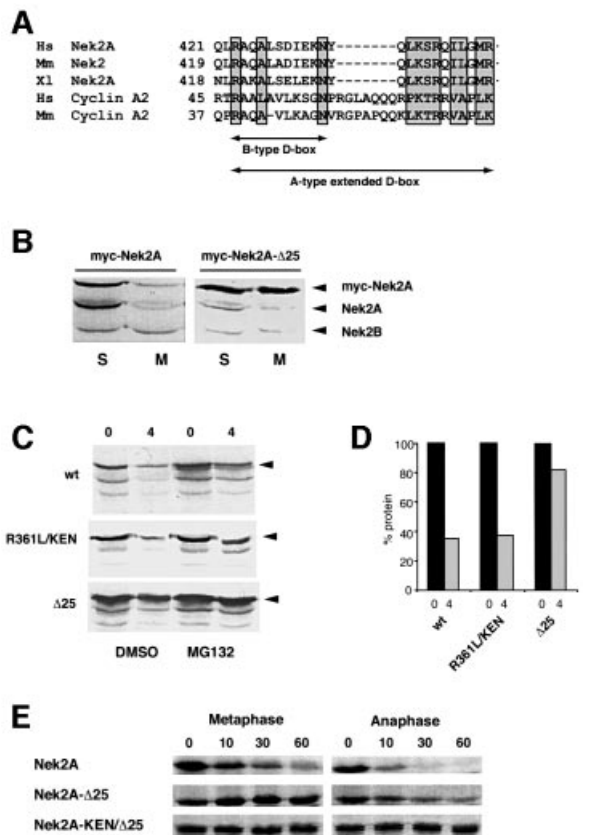 A
Hs Nek2A 421 QLRAQALSDIEKNY-------QLKSRQILGMR.
Mm Nek2 419 QLRAQALADIEKNY-------QLKSRQILGMR.
Xl Nek2A 418 NLRAKALSELEKNY-------QLKSRQILGMR.
Hs Cyclin A2 45 RTRAALAVLKSGNPRGLAQQQRPKTRRVAPLK
Mm Cyclin A2 37 QPRAQA-VLKAGNVRGPAPQQKLKTRRVAPLK
B-type D-box
A-type extended D-box
B
myc-Nek2A myc-Nek2A-Δ25
myc-Nek2A
Nek2A
Nek2B
S M S M
C
0 4 0 4
wt
R361L/KEN
Δ25
DMSO MG132
D
% protein
100
80
60
40
20
0
0 4 0 4 0 4
wt R361L/KEN Δ25
E
Metaphase Anaphase
0 10 30 60 0 10 30 60
Nek2A
Nek2A-Δ25
Nek2A-KEN/Δ25